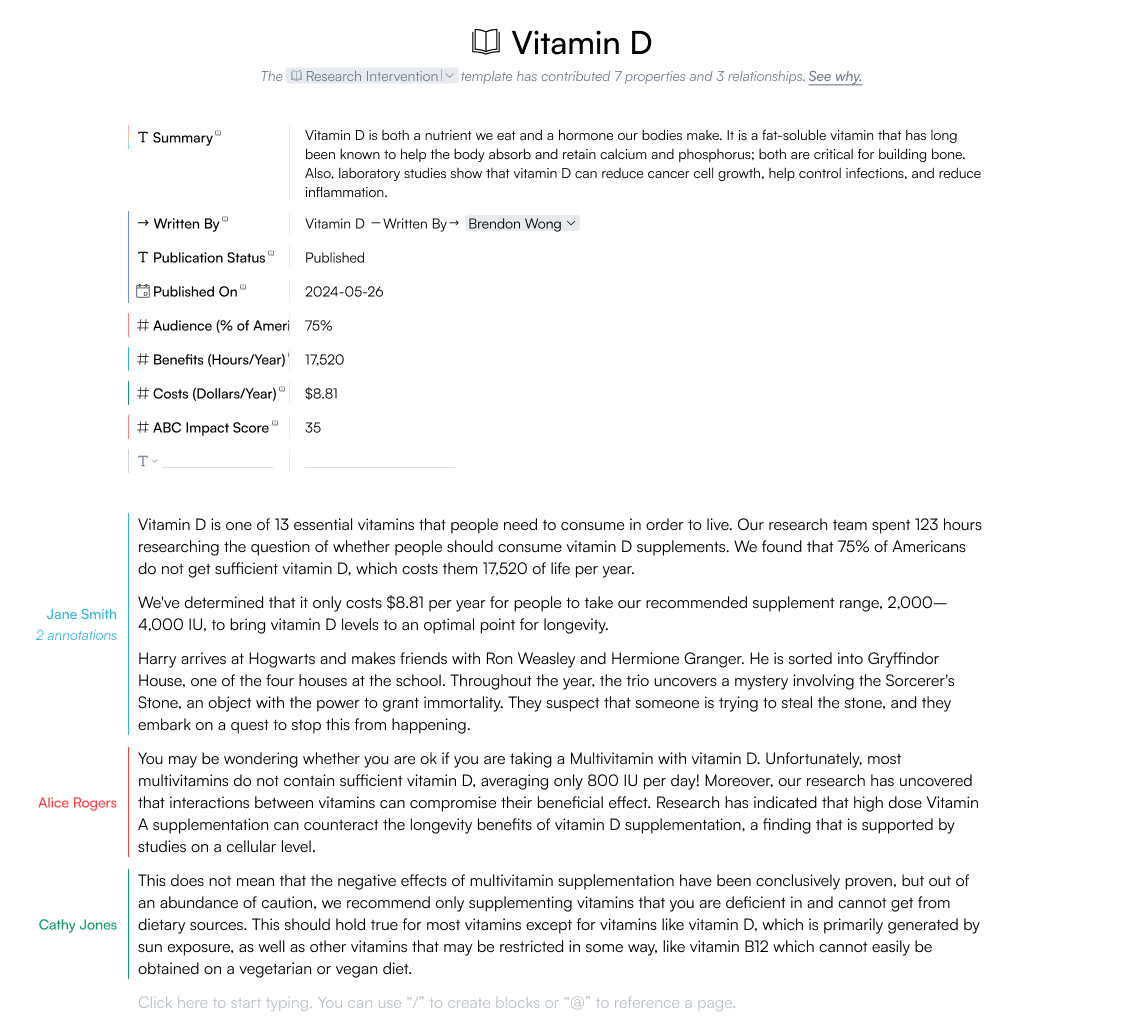 Vitamin D
The Research Intervention template has contributed 7 properties and 3 relationships. See why.
T Summary
Vitamin D is both a nutrient we eat and a hormone our bodies make. It is a fat-soluble vitamin that has long
been known to help the body absorb and retain calcium and phosphorus; both are critical for building bone.
Also, laboratory studies show that vitamin D can reduce cancer cell growth, help control infections, and reduce
inflammation.
→ Written By
Vitamin D —Written By→ Brendon Wong
T Publication Status
Published
Published On
2024-05-26
# Audience (% of Ameri
75%
# Benefits (Hours/Year)
17,520
# Costs (Dollars/Year)
$8.81
# ABC Impact Score
35
T
Vitamin D is one of 13 essential vitamins that people need to consume in order to live. Our research team spent 123 hours
researching the question of whether people should consume vitamin D supplements. We found that 75% of Americans
do not get sufficient vitamin D, which costs them 17,520 of life per year.
We've determined that it only costs $8.81 per year for people to take our recommended supplement range, 2,000—
4,000 IU, to bring vitamin D levels to an optimal point for longevity.
Jane Smith
2 annotations
Harry arrives at Hogwarts and makes friends with Ron Weasley and Hermione Granger. He is sorted into Gryffindor
House, one of the four houses at the school. Throughout the year, the trio uncovers a mystery involving the Sorcerer's
Stone, an object with the power to grant immortality. They suspect that someone is trying to steal the stone, and they
embark on a quest to stop this from happening.
Alice Rogers
You may be wondering whether you are ok if you are taking a Multivitamin with vitamin D. Unfortunately, most
multivitamins do not contain sufficient vitamin D, averaging only 800 IU per day! Moreover, our research has uncovered
that interactions between vitamins can compromise their beneficial effect. Research has indicated that high dose Vitamin
A supplementation can counteract the longevity benefits of vitamin D supplementation, a finding that is supported by
studies on a cellular level.
Cathy Jones
This does not mean that the negative effects of multivitamin supplementation have been conclusively proven, but out of
an abundance of caution, we recommend only supplementing vitamins that you are deficient in and cannot get from
dietary sources. This should hold true for most vitamins except for vitamins like vitamin D, which is primarily generated by
sun exposure, as well as other vitamins that may be restricted in some way, like vitamin B12 which cannot easily be
obtained on a vegetarian or vegan diet.
Click here to start typing. You can use “/” to create blocks or “@” to reference a page.